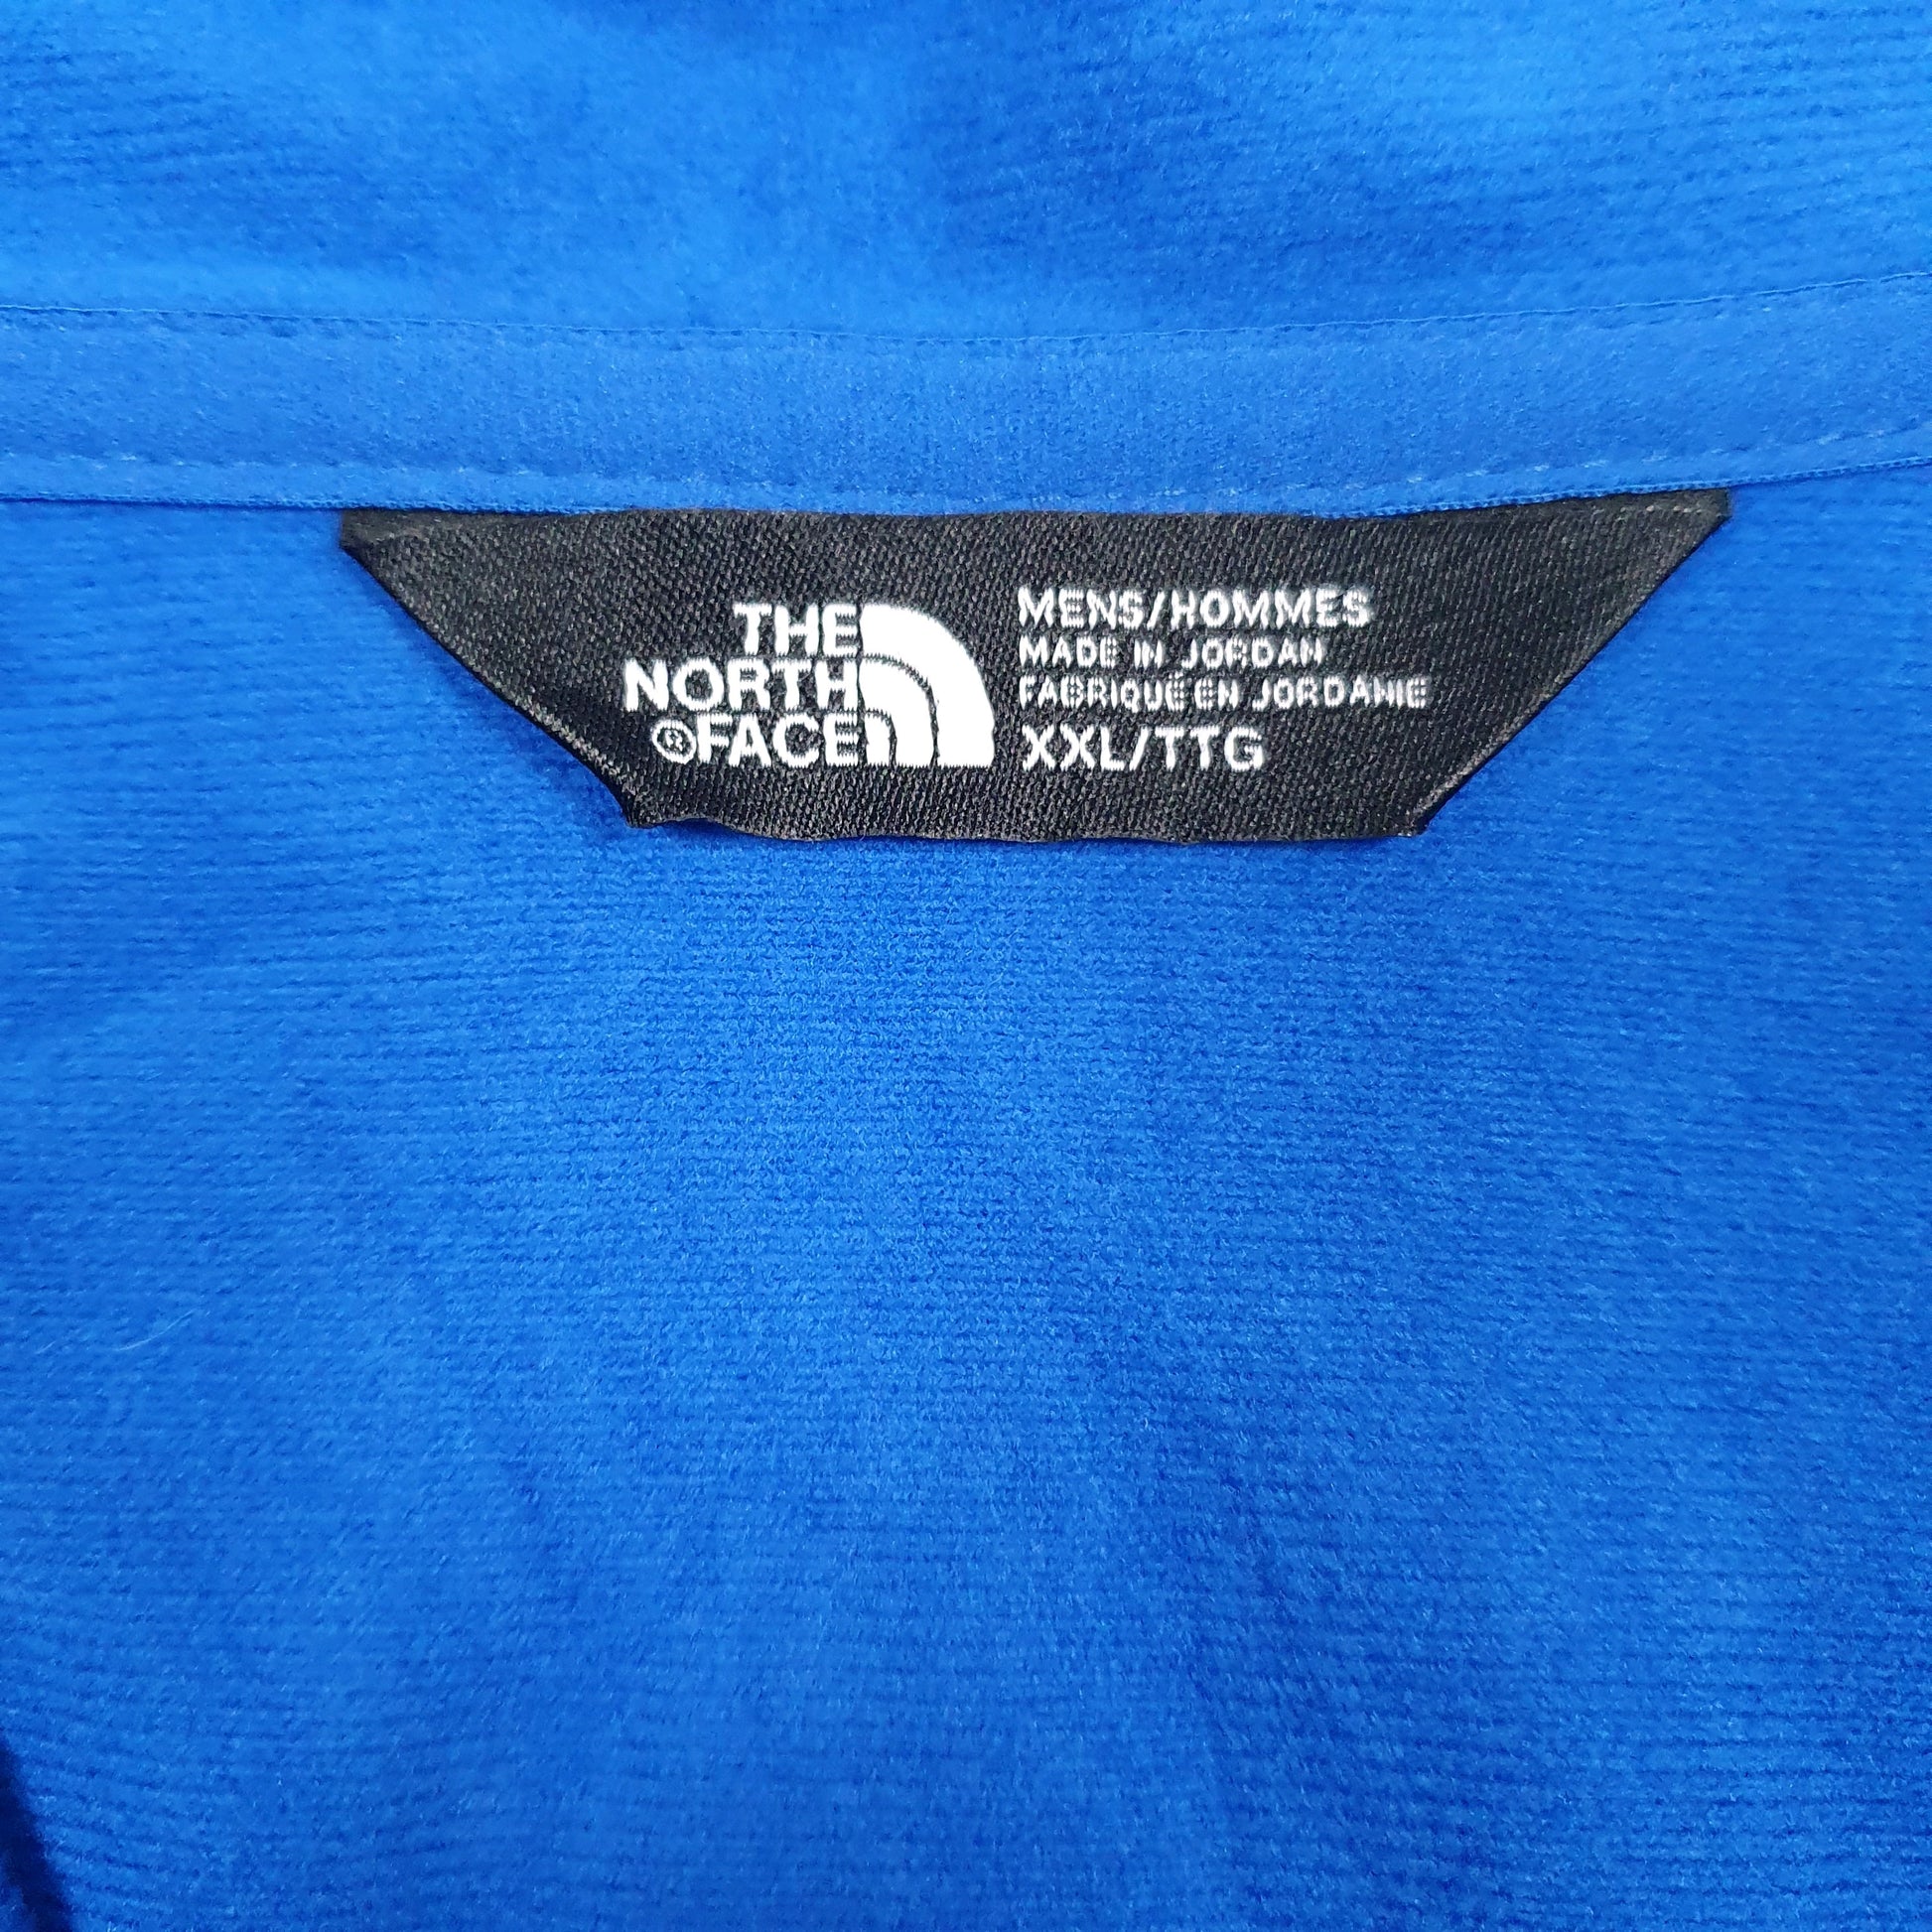 THE
NORTH
®FACE
MENS/HOMMES
MADE IN JORDAN
FABRIQUÉ EN JORDANIE
XXL/TTG